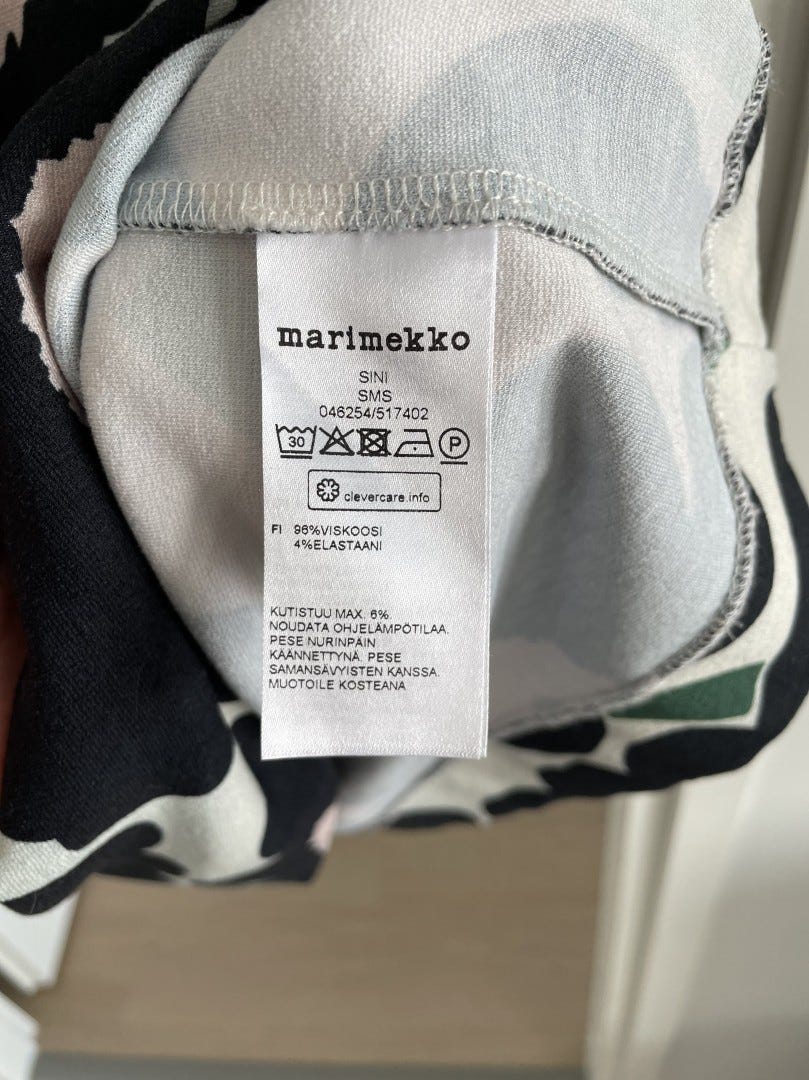 marimekko
SINI
SMS
046254/517402
30 P
clevercare.info
FI 96%VISKOOSI
4%ELASTAANI
KUTISTUU MAX. 6%.
NOUDATA OHJELÄMPÖTILAA.
PESE NURINPÄIN
KÄÄNNETTYNÄ. PESE
SAMANSÄVYISTEN KANSSA.
MUOTOILE KOSTEANA